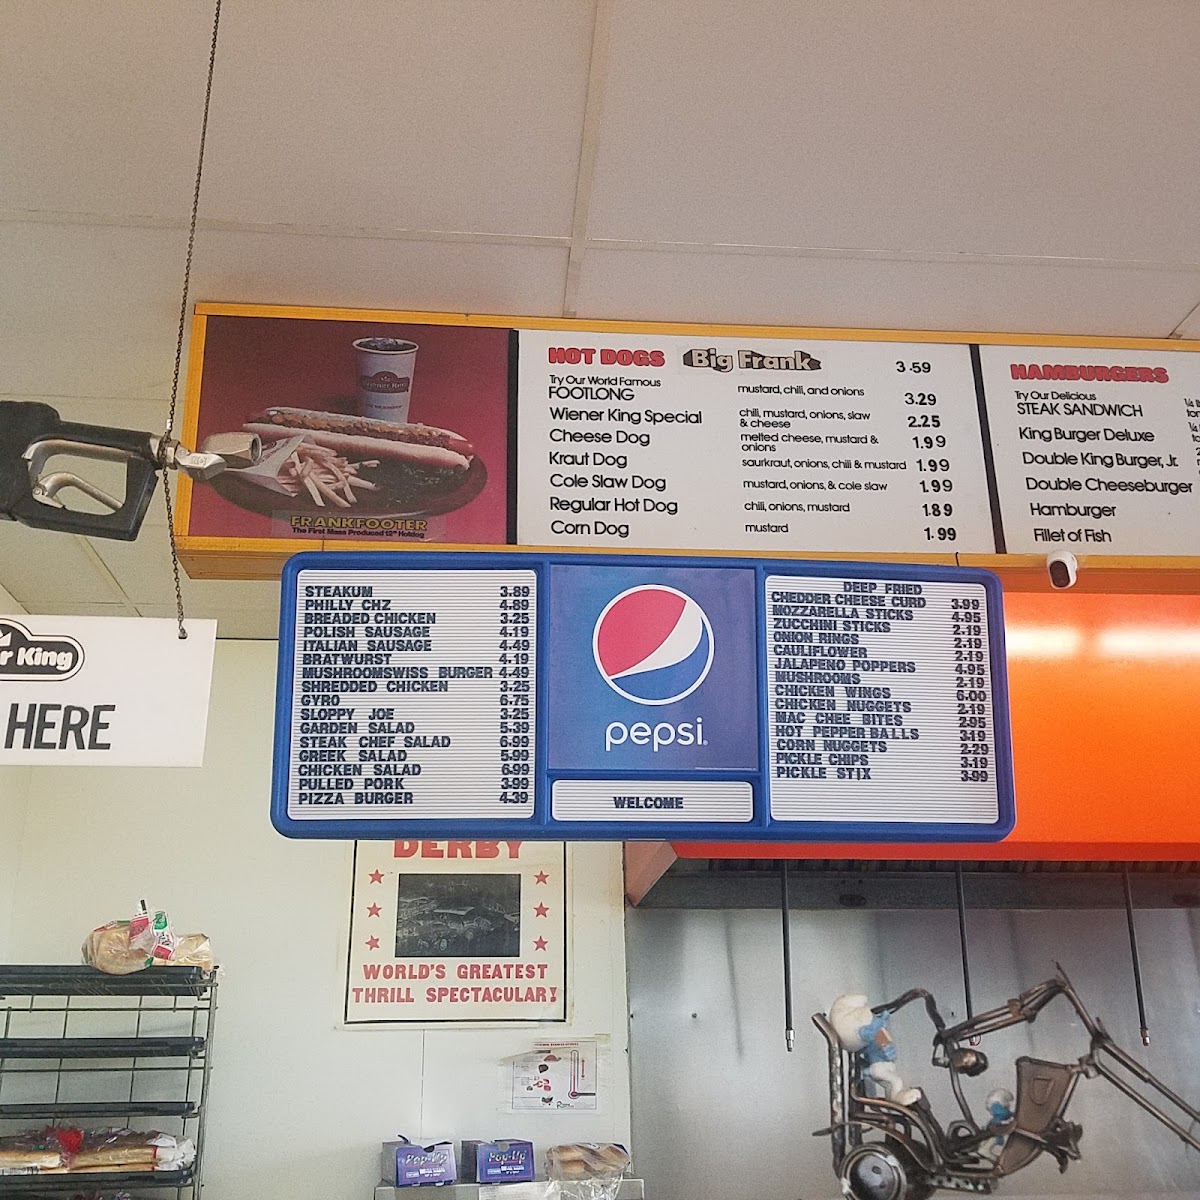 HOT DOGS Big Frank 3.59
Try Our World Famous
FOOTLONG mustard, chili, and onions 3.29
Wiener King Special chili, mustard, onions, slaw & cheese 2.25
Cheese Dog melted cheese, mustard & onions 1.99
Kraut Dog saurkraut, onions, chili & mustard 1.99
Cole Slaw Dog mustard, onions, & cole slaw 1.99
Regular Hot Dog chili, onions, mustard 1.89
Corn Dog mustard 1.99
HAMBURGERS
Try Our Delicious
STEAK SANDWICH
King Burger Deluxe
Double King Burger, Jr.
Double Cheeseburger
Hamburger
Fillet of Fish
FRANKFOOTER
The First Mass Produced 12" Hotdog
STEAKUM 3.89
PHILLY CHZ 4.89
BREADED CHICKEN 3.25
POLISH SAUSAGE 4.19
ITALIAN SAUSAGE 4.49
BRATWURST 4.19
MUSHROOMSWISS BURGER 4.49
SHREDDED CHICKEN 3.25
GYRO 6.75
SLOPPY JOE 3.25
GARDEN SALAD 5.39
STEAK CHEF SALAD 6.99
GREEK SALAD 5.99
CHICKEN SALAD 6.99
PULLED PORK 3.99
PIZZA BURGER 4.39
pepsi
WELCOME
DEEP FRIED
CHEDDER CHEESE CURD 3.99
MOZZARELLA STICKS 4.95
ZUCCHINI STICKS 2.19
ONION RINGS 2.19
CAULIFLOWER 2.19
JALAPENO POPPERS 4.95
MUSHROOMS 2.19
CHICKEN WINGS 6.00
CHICKEN NUGGETS 2.19
MAC CHEE BITES 2.95
HOT PEPPER BALLS 3.19
CORN NUGGETS 2.29
PICKLE CHIPS 3.19
PICKLE STIX 3.99
r King
HERE
DERBY
WORLD'S GREATEST
THRILL SPECTACULAR!
Pop-Up
Pop-Up